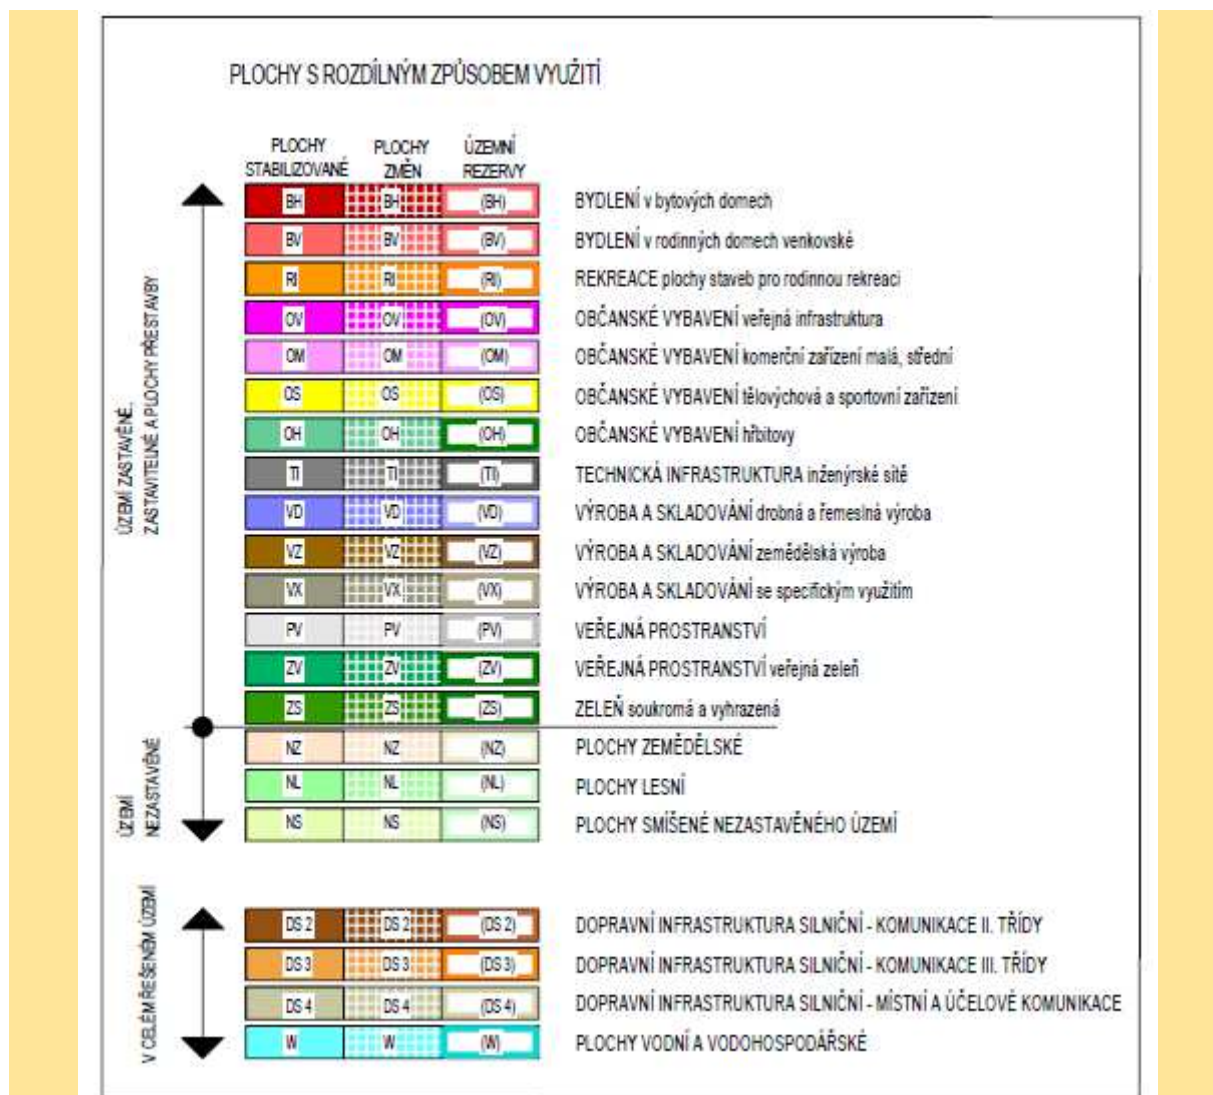 PLOCHY S ROZDÍLNÝM ZPŮSOBEM VYUŽITÍ
PLOCHY STABILIZOVANÉ
PLOCHY ZMĚN
ÚZEMNÍ REZERVY
BH BH (BH) BYDLENÍ v bytových domech
BV BV (BV) BYDLENÍ v rodinných domech venkovské
RI RI (RI) REKREACE plochy staveb pro rodinnou rekreaci
OV OV (OV) OBČANSKÉ VYBAVENÍ veřejná infrastruktura
OM OM (OM) OBČANSKÉ VYBAVENÍ komerční zařízení malá, střední
OS OS (OS) OBČANSKÉ VYBAVENÍ tělovýchová a sportovní zařízení
OH OH (OH) OBČANSKÉ VYBAVENÍ hřbitovy
TI TI (TI) TECHNICKÁ INFRASTRUKTURA inženýrské sítě
VD VD (VD) VÝROBA A SKLADOVÁNÍ drobná a řemeslná výroba
VZ VZ (VZ) VÝROBA A SKLADOVÁNÍ zemědělská výroba
VX VX (VX) VÝROBA A SKLADOVÁNÍ se specifickým využitím
PV PV (PV) VEŘEJNÁ PROSTRANSTVÍ
ZV ZV (ZV) VEŘEJNÁ PROSTRANSTVÍ veřejná zeleň
ZS ZS (ZS) ZELEŇ soukromá a vyhrazená
NZ NZ (NZ) PLOCHY ZEMĚDĚLSKÉ
NL NL (NL) PLOCHY LESNÍ
NS NS (NS) PLOCHY SMÍŠENÉ NEZASTAVĚNÉHO ÚZEMÍ
DS 2 DS 2 (DS 2) DOPRAVNÍ INFRASTRUKTURA SILNIČNÍ - KOMUNIKACE II. TŘÍDY
DS 3 DS 3 (DS 3) DOPRAVNÍ INFRASTRUKTURA SILNIČNÍ - KOMUNIKACE III. TŘÍDY
DS 4 DS 4 (DS 4) DOPRAVNÍ INFRASTRUKTURA SILNIČNÍ - MÍSTNÍ A ÚČELOVÉ KOMUNIKACE
W W (W) PLOCHY VODNÍ A VODOHOSPODÁŘSKÉ
ÚZEMÍ ZASTAVĚNÉ,
ZASTAVITELNÉ A PLOCHY PŘESTAVBY
ÚZEMÍ
NEZASTAVĚNÉ
V CELÉM ŘEŠENÉM ÚZEMÍ